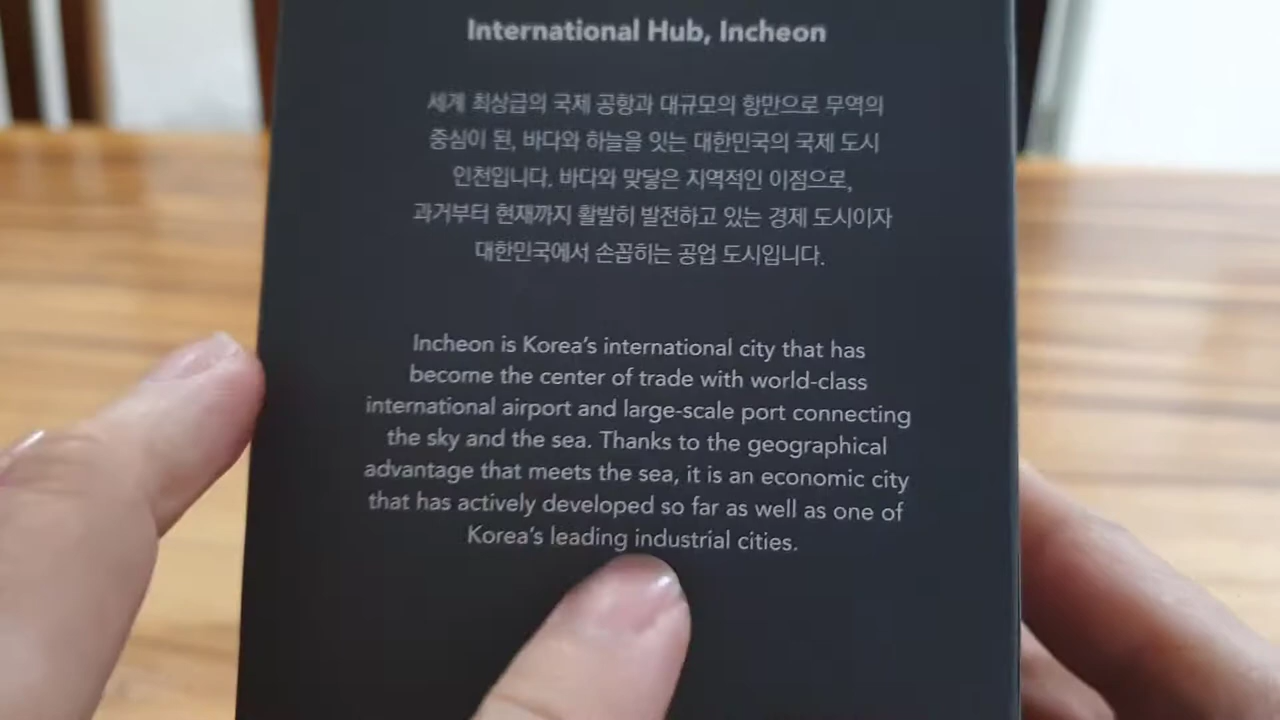 International Hub, Incheon
세계 최상급의 국제 공항과 대규모의 항만으로 무역의
중심이 된, 바다와 하늘을 잇는 대한민국의 국제 도시
인천입니다. 바다와 맞닿은 지역적인 이점으로,
과거부터 현재까지 활발히 발전하고 있는 경제 도시이자
대한민국에서 손꼽히는 공업 도시입니다.
Incheon is Korea's international city that has
become the center of trade with world-class
international airport and large-scale port connecting
the sky and the sea. Thanks to the geographical
advantage that meets the sea, it is an economic city
that has actively developed so far as well as one of
Korea's leading industrial cities.